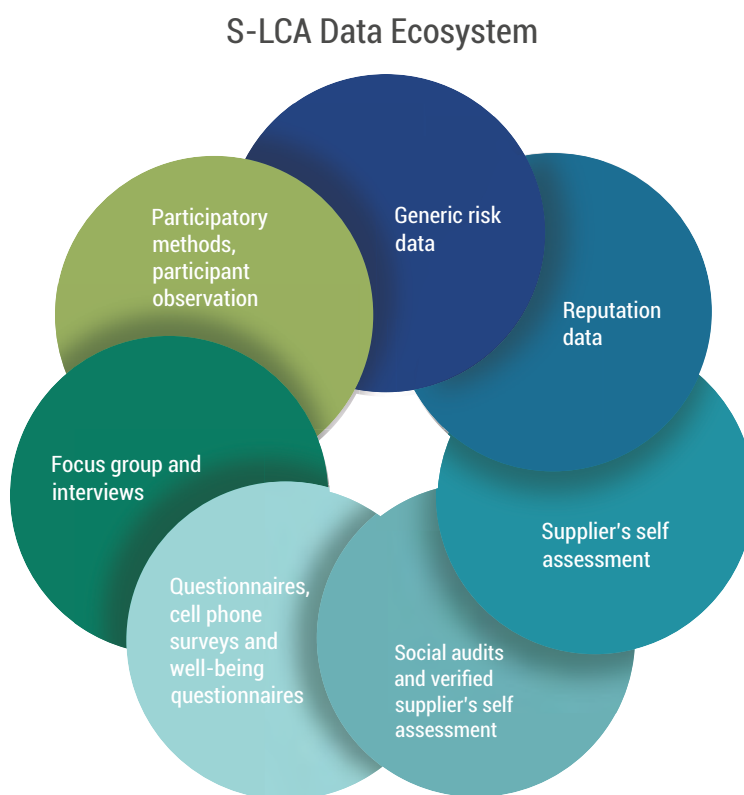 S-LCA Data Ecosystem
Generic risk
data
Reputation
data
Supplier's self
assessment
Social audits
and verified
supplier's self
assessment
Questionnaires,
cell phone
surveys and
well-being
questionnaires
Focus group and
interviews
Participatory
methods,
participant
observation